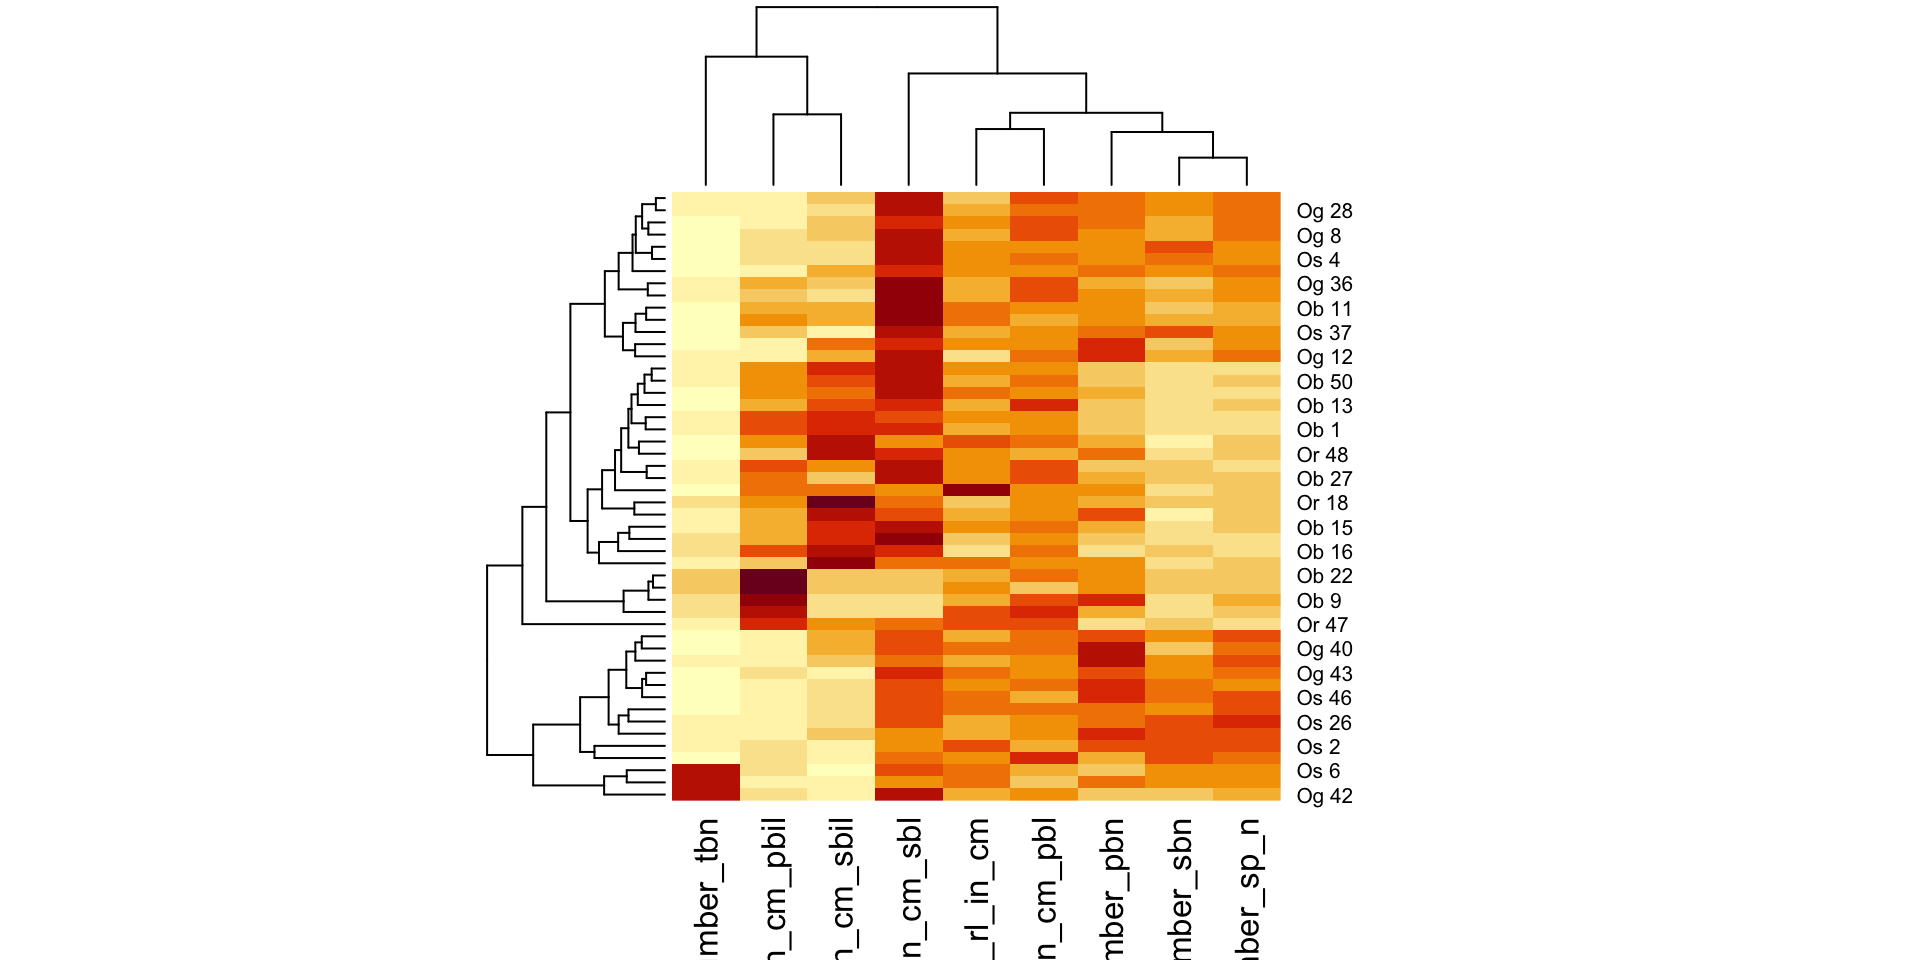 Og 28
Og 8
Os 4
Og 36
Ob 11
Os 37
Og 12
Ob 50
Ob 13
Ob 1
Or 48
Ob 27
Or 18
Ob 15
Ob 16
Ob 22
Ob 9
Or 47
Og 40
Og 43
Os 46
Os 26
Os 2
Os 6
Og 42
mber_tbn
n_cm_pbil
n_cm_sbil
n_cm_sbl
_rl_in_cm
n_cm_pbl
mber_pbn
mber_sbn
nber_sp_n